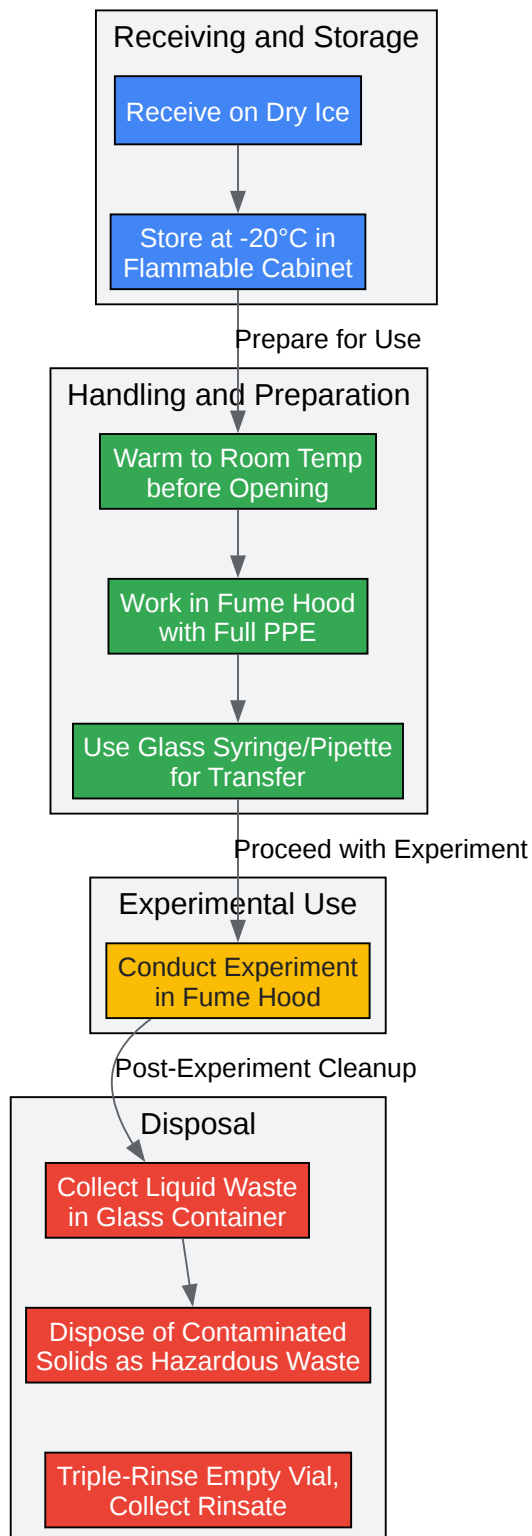 Receiving and Storage
Receive on Dry Ice
Store at -20°C in
Flammable Cabinet
Prepare for Use
Handling and Preparation
Warm to Room Temp
before Opening
Work in Fume Hood
with Full PPE
Use Glass Syringe/Pipette
for Transfer
Proceed with Experiment
Experimental Use
Conduct Experiment
in Fume Hood
Post-Experiment Cleanup
Disposal
Collect Liquid Waste
in Glass Container
Dispose of Contaminated
Solids as Hazardous Waste
Triple-Rinse Empty Vial,
Collect Rinsate